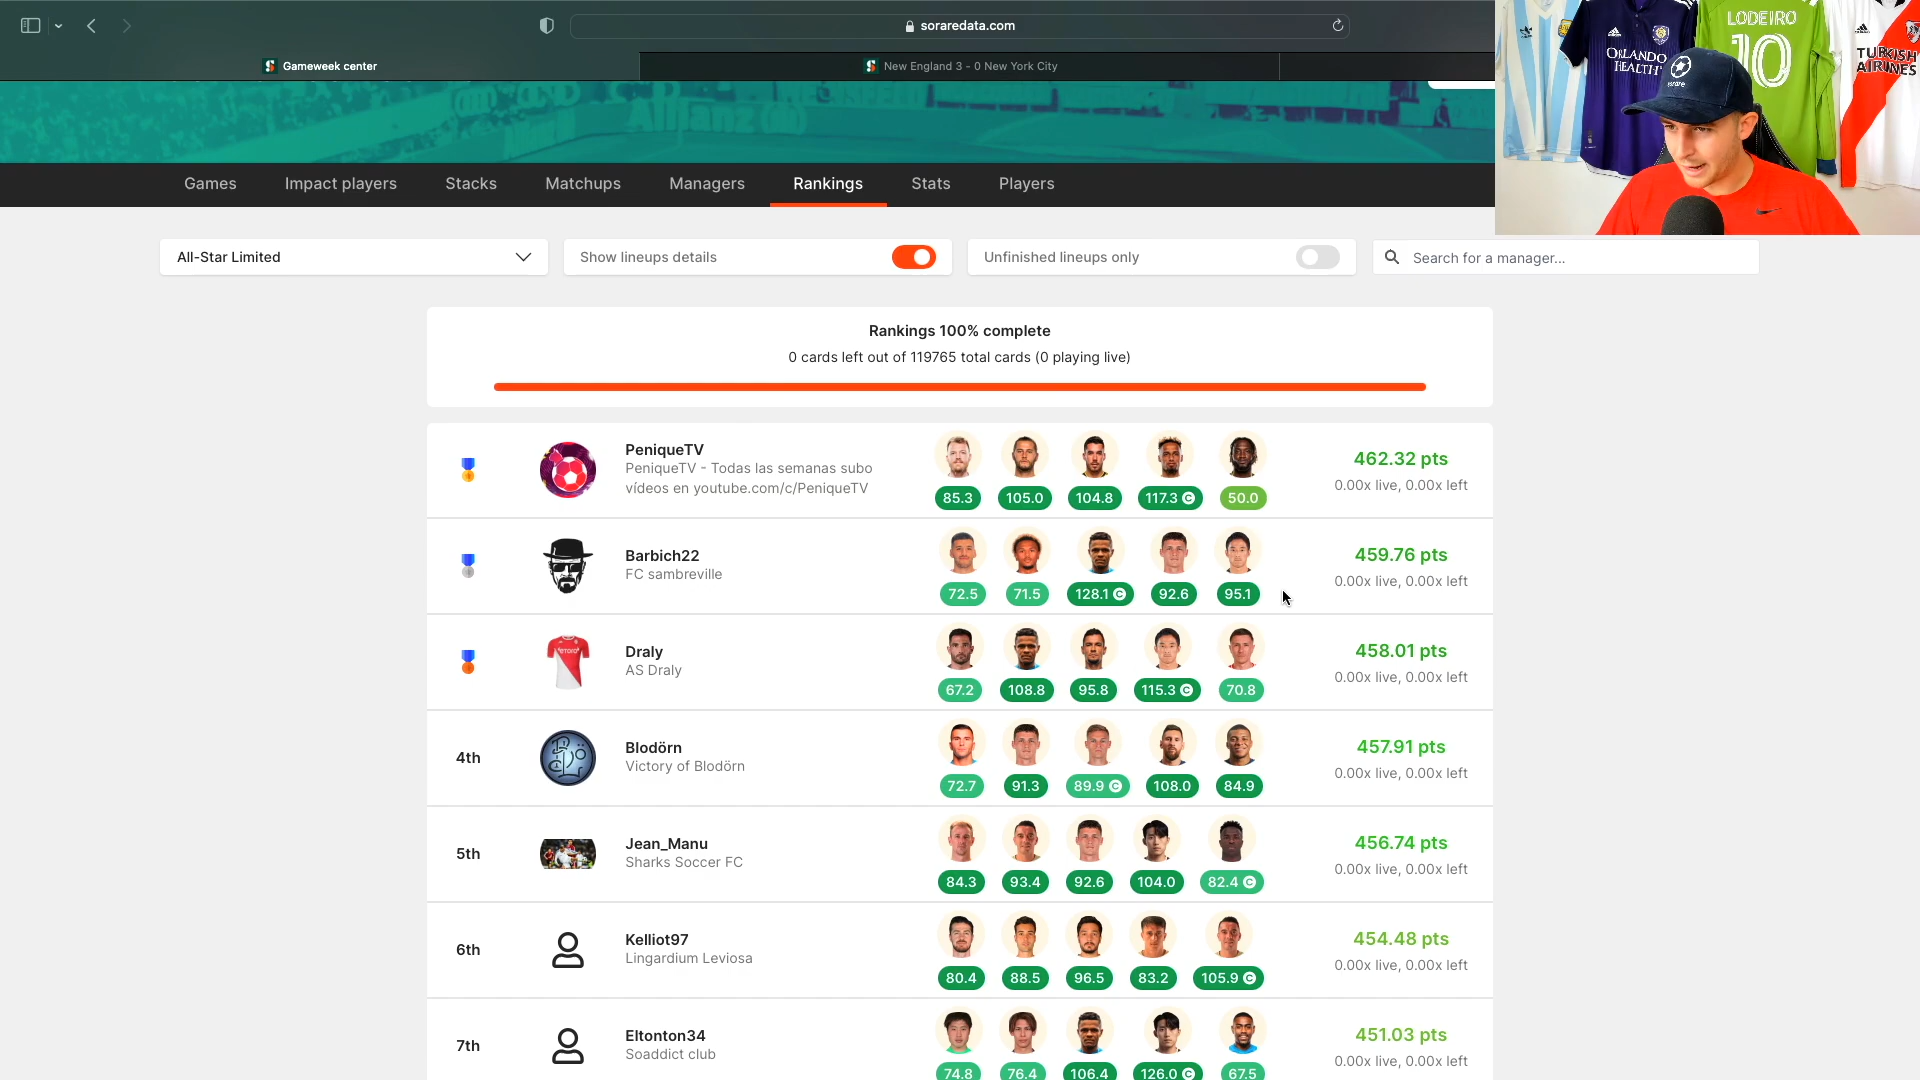 soraredata.com
Gameweek center
New England 3 - 0 New York City
LODEIRO
10
ORLANDO
HEALTH
TURKISH
AIRLINES
sorare
Allianz
Games
Impact players
Stacks
Matchups
Managers
Rankings
Stats
Players
All-Star Limited
Show lineups details
Unfinished lineups only
Search for a manager...
Rankings 100% complete
0 cards left out of 119765 total cards (0 playing live)
PeniqueTV
PeniqueTV - Todas las semanas subo
vídeos en youtube.com/c/PeniqueTV
85.3 105.0 104.8 117.3 C 50.0
462.32 pts
0.00x live, 0.00x left
Barbich22
FC sambreville
72.5 71.5 128.1 C 92.6 95.1
459.76 pts
0.00x live, 0.00x left
Draly
AS Draly
67.2 108.8 95.8 115.3 C 70.8
458.01 pts
0.00x live, 0.00x left
4th
Blodörn
Victory of Blodörn
72.7 91.3 89.9 C 108.0 84.9
457.91 pts
0.00x live, 0.00x left
5th
Jean_Manu
Sharks Soccer FC
84.3 93.4 92.6 104.0 82.4 C
456.74 pts
0.00x live, 0.00x left
6th
Kelliot97
Lingardium Leviosa
80.4 88.5 96.5 83.2 105.9 C
454.48 pts
0.00x live, 0.00x left
7th
Eltonton34
Soaddict club
74.8 76.4 106.4 126.0 C 67.5
451.03 pts
0.00x live, 0.00x left